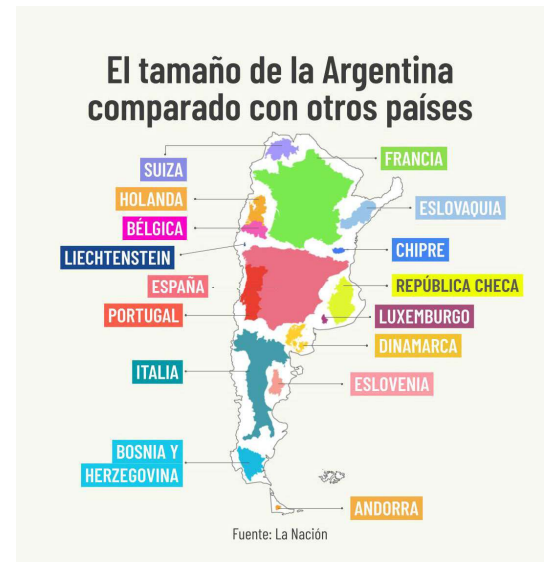 El tamaño de la Argentina
comparado con otros países
SUIZA
FRANCIA
HOLANDA
ESLOVAQUIA
BÉLGICA
CHIPRE
LIECHTENSTEIN
ESPAÑA
REPÚBLICA CHECA
PORTUGAL
LUXEMBURGO
DINAMARCA
ITALIA
ESLOVENIA
BOSNIA Y
HERZEGOVINA
ANDORRA
Fuente: La Nación